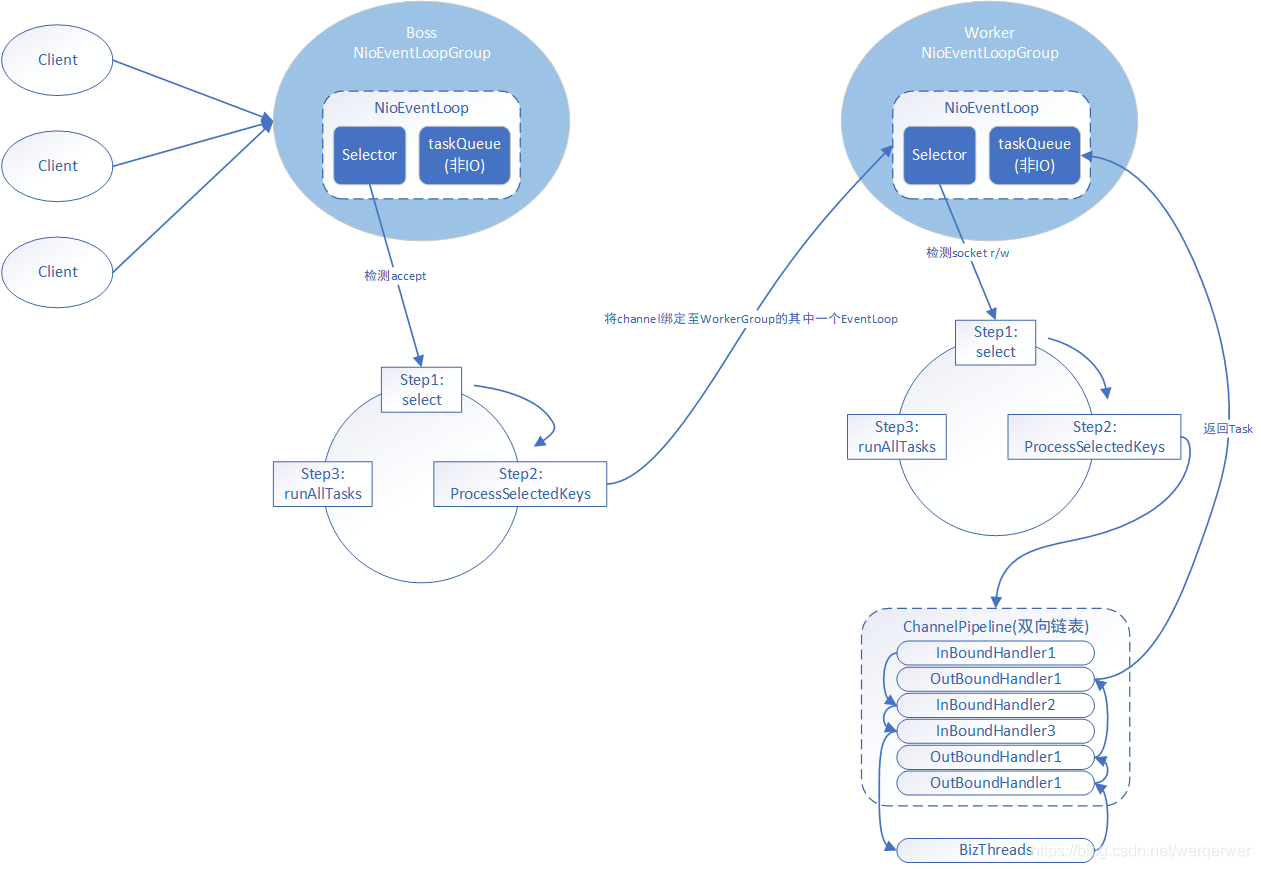 Client
Client
Client
Boss
NioEventLoopGroup
NioEventLoop
Selector
taskQueue
(非IO)
检测accept
Step1:
select
Step2:
ProcessSelectedKeys
Step3:
runAllTasks
将channel绑定至WorkerGroup的其中一个EventLoop
Worker
NioEventLoopGroup
NioEventLoop
Selector
taskQueue
(非IO)
检测socket r/w
Step1:
select
Step2:
ProcessSelectedKeys
Step3:
runAllTasks
返回Task
ChannelPipeline(双向链表)
InBoundHandler1
OutBoundHandler1
InBoundHandler2
InBoundHandler3
OutBoundHandler1
OutBoundHandler1
BizThreads
https://blog.csdn.net/werqerwer